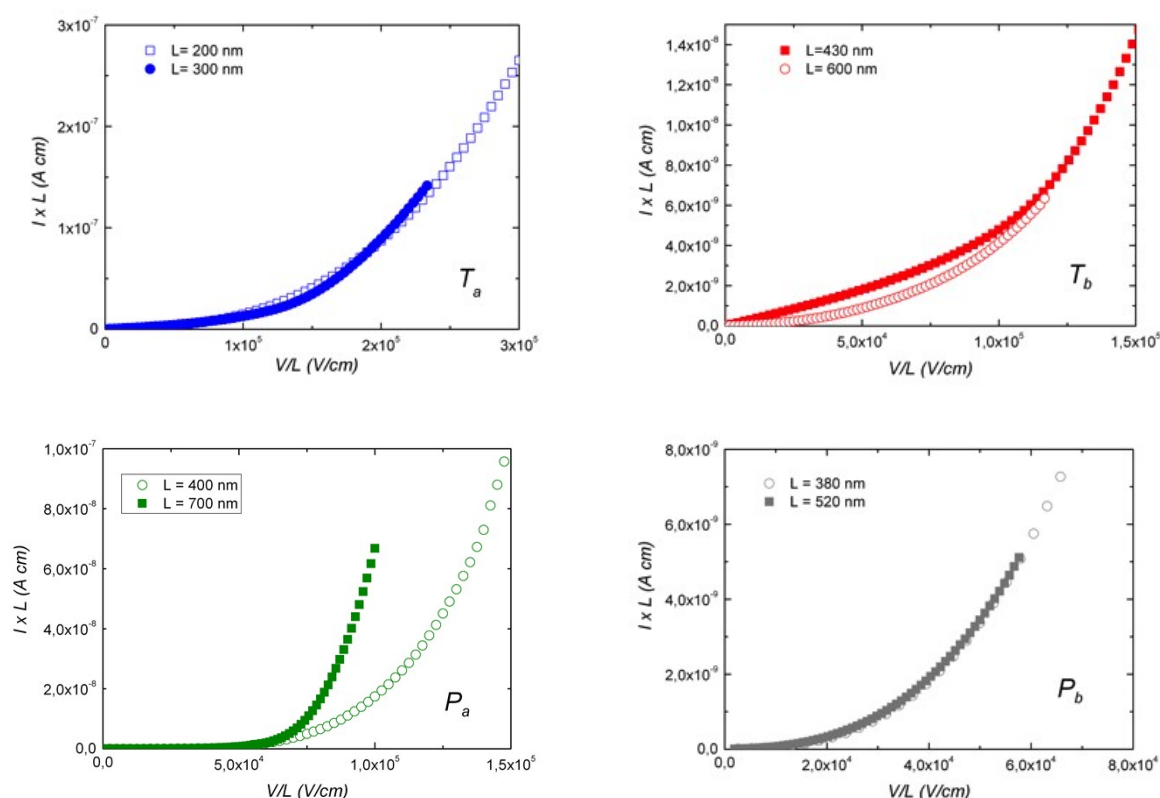 3x10⁻⁷
2x10⁻⁷
1x10⁻⁷
0
I x L (A cm)
L= 200 nm
L= 300 nm
Tₐ
0
1x10⁵
2x10⁵
3x10⁵
V/L (V/cm)
1,4x10⁻⁸
1,2x10⁻⁸
1,0x10⁻⁸
8,0x10⁻⁹
6,0x10⁻⁹
4,0x10⁻⁹
2,0x10⁻⁹
0,0
I x L (A cm)
L=430 nm
L= 600 nm
T_b
0,0
5,0x10⁴
1,0x10⁵
1,5x10⁵
V/L (V/cm)
1,0x10⁻⁷
8,0x10⁻⁸
6,0x10⁻⁸
4,0x10⁻⁸
2,0x10⁻⁸
0,0
I x L (A cm)
L = 400 nm
L = 700 nm
Pₐ
0,0
5,0x10⁴
1,0x10⁵
1,5x10⁵
V/L (V/cm)
8,0x10⁻⁹
6,0x10⁻⁹
4,0x10⁻⁹
2,0x10⁻⁹
0,0
I x L (A cm)
L = 380 nm
L = 520 nm
P_b
0,0
2,0x10⁴
4,0x10⁴
6,0x10⁴
8,0x10⁴
V/L (V/cm)